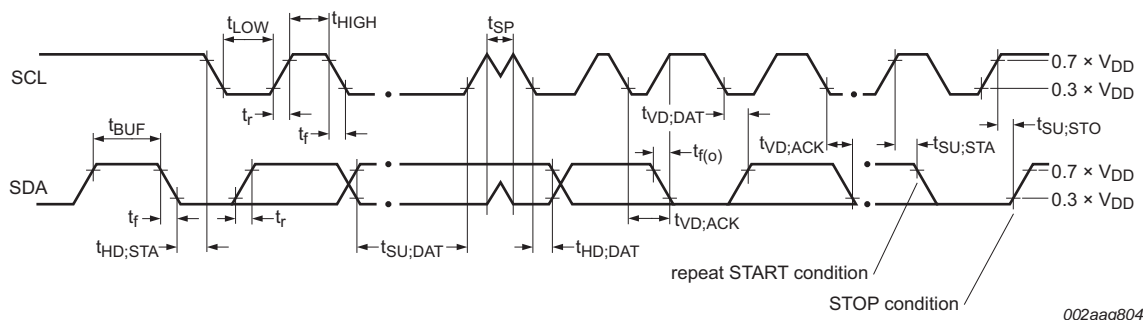 tLOW
tHIGH
tSP
SCL
0.7 × VDD
0.3 × VDD
tr
tf
tVD;DAT
tSU;STO
tBUF
tVD;ACK
tf(o)
tSU;STA
SDA
0.7 × VDD
0.3 × VDD
tf
tr
tVD;ACK
tHD;STA
tSU;DAT
tHD;DAT
repeat START condition
STOP condition
002aag804